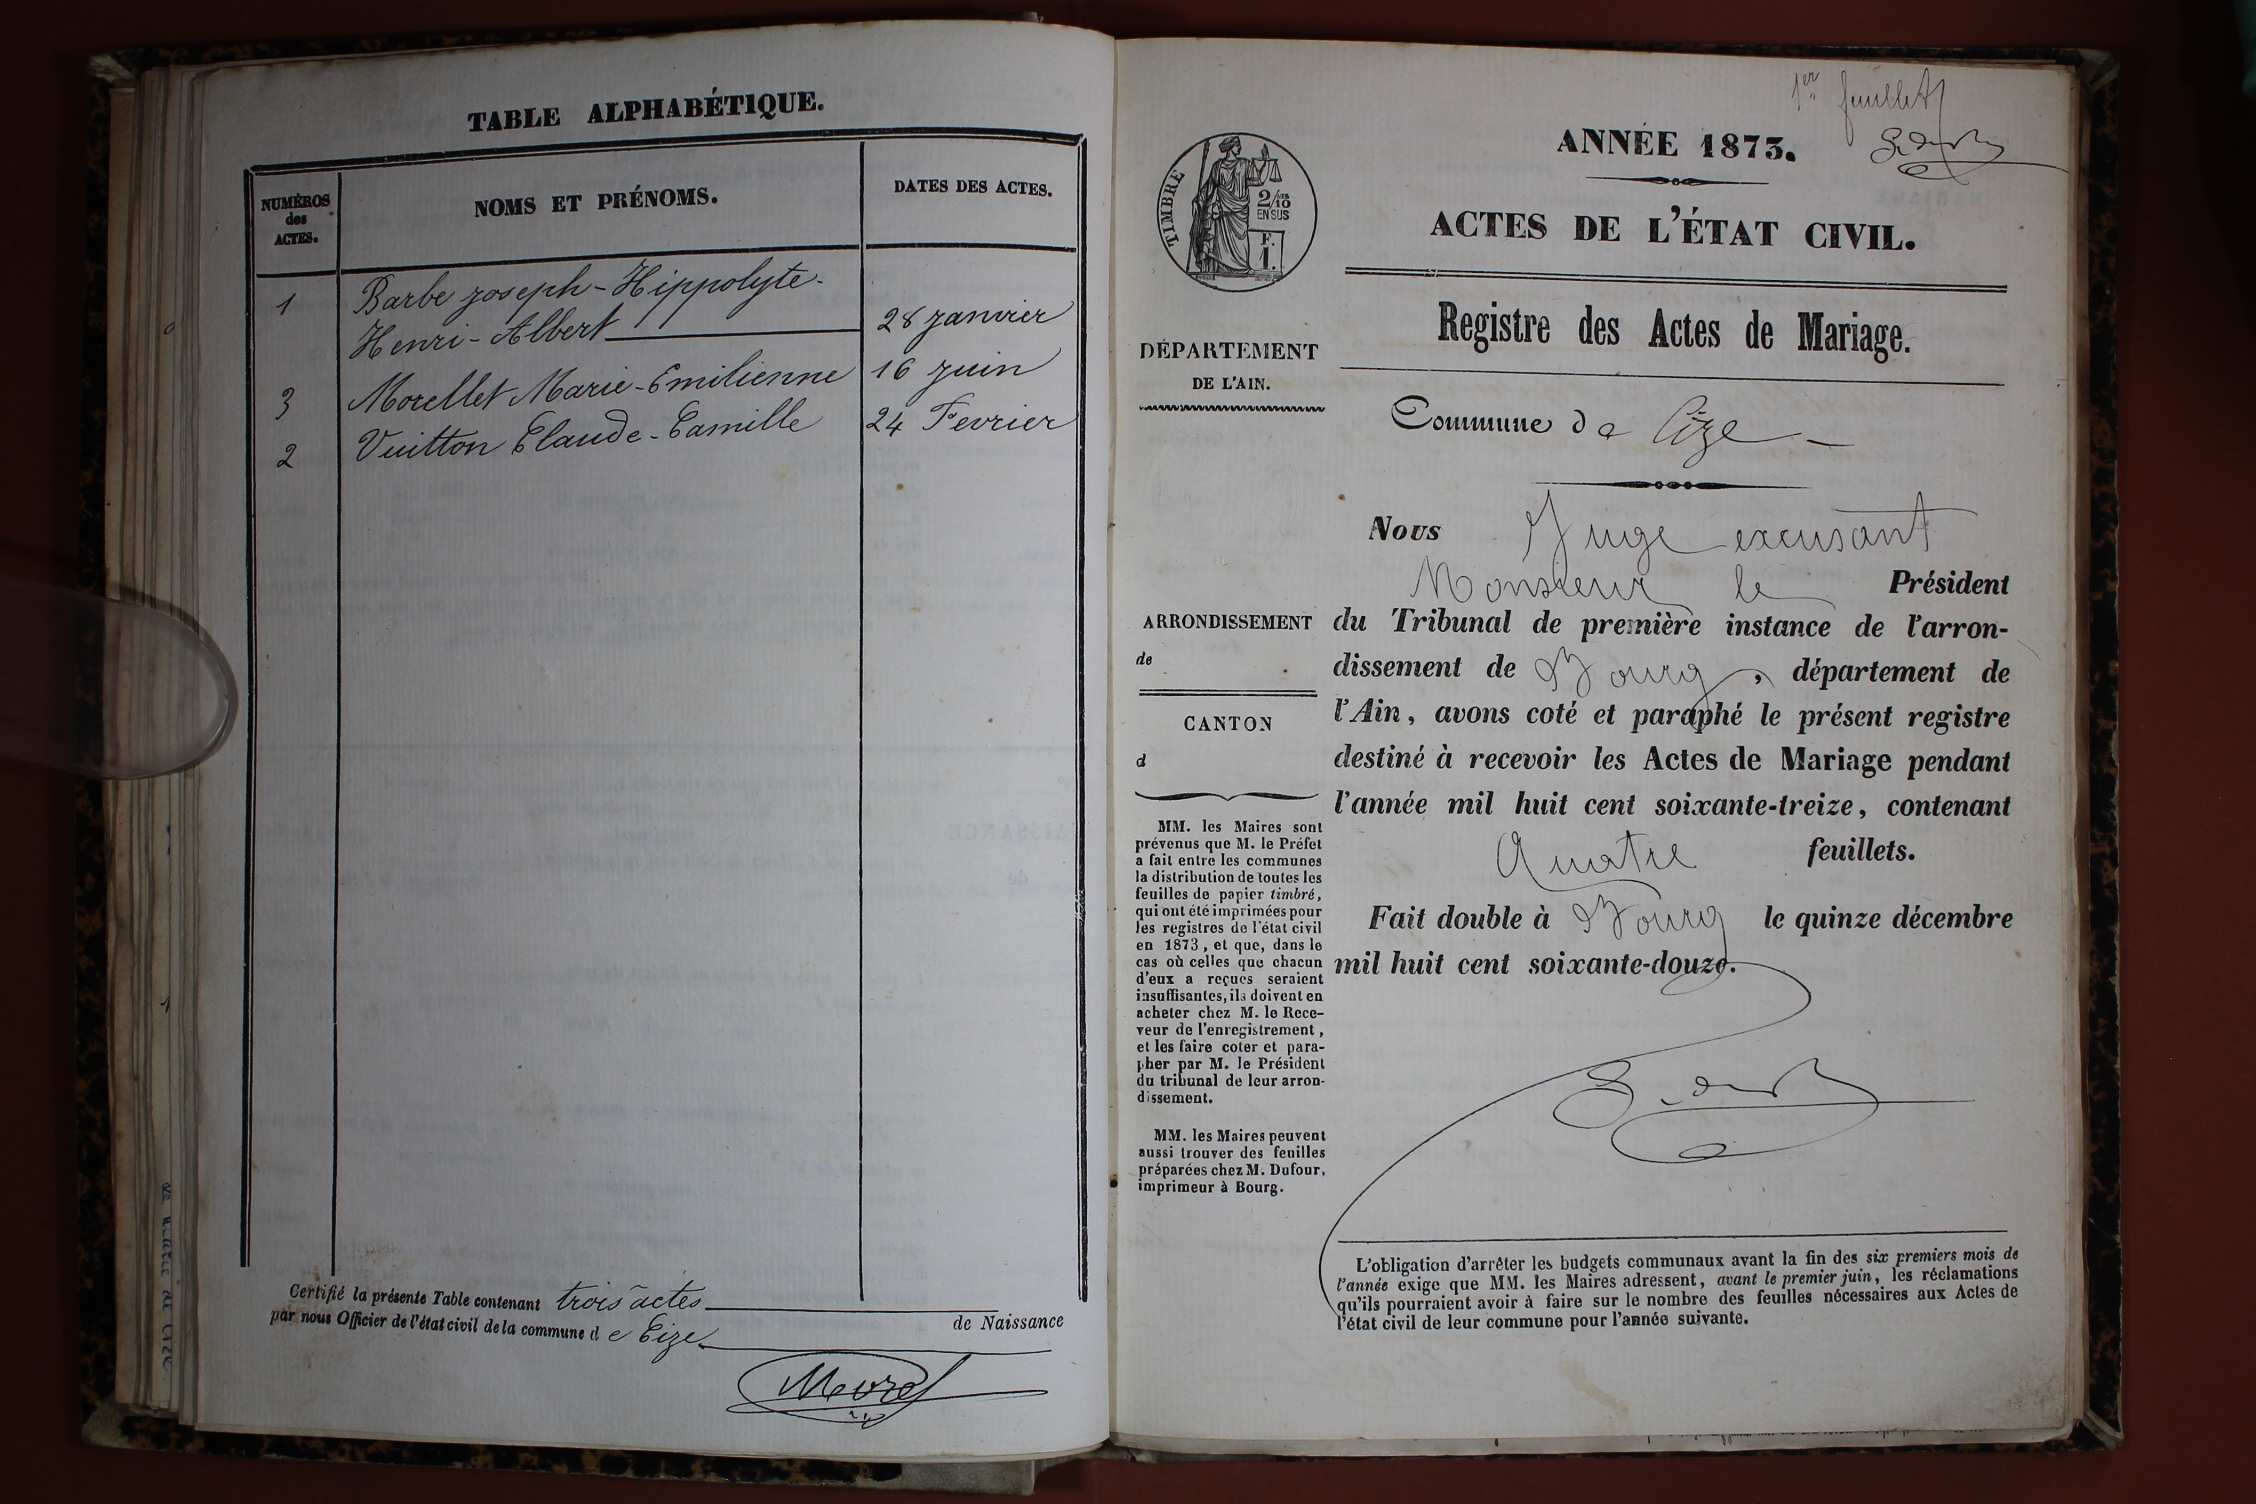 TABLE ALPHABÉTIQUE.
NUMÉROS
des
ACTES.
NOMS ET PRÉNOMS.
DATES DES ACTES.
1 Barbe joseph-Hippolyte-
Henri-Albert 28 janvier
3 Morellet Marie-Emilienne 16 juin
2 Vuitton Claude-Camille 24 Fevrier
Certifié la présente Table contenant trois actes de Naissance
par nous Officier de l'état civil de la commune d e Cize
Morel
1er feuillet
ANNÉE 1873.
TIMBRE
2/10
EN SUS
F.
1.
ACTES DE L'ÉTAT CIVIL.
Registre des Actes de Mariage.
DÉPARTEMENT
DE L'AIN.
Commune de Cize
Nous Juge excusant
Monsieur le Président
du Tribunal de première instance de l'arron-
dissement de Bourg, département de
l'Ain, avons coté et paraphé le présent registre
destiné à recevoir les Actes de Mariage pendant
l'année mil huit cent soixante-treize, contenant
Quatre feuillets.
Fait double à Bourg le quinze décembre
mil huit cent soixante-douze.
ARRONDISSEMENT
de
CANTON
d
MM. les Maires sont
prévenus que M. le Préfet
a fait entre les communes
la distribution de toutes les
feuilles de papier timbré,
qui ont été imprimées pour
les registres de l'état civil
en 1873, et que, dans le
cas où celles que chacun
d'eux a reçues seraient
insuffisantes, ils doivent en
acheter chez M. le Rece-
veur de l'enregistrement,
et les faire coter et para-
pher par M. le Président
du tribunal de leur arron-
dissement.
MM. les Maires peuvent
aussi trouver des feuilles
préparées chez M. Dufour,
imprimeur à Bourg.
L'obligation d'arrêter les budgets communaux avant la fin des six premiers mois de
l'année exige que MM. les Maires adressent, avant le premier juin, les réclamations
qu'ils pourraient avoir à faire sur le nombre des feuilles nécessaires aux Actes de
l'état civil de leur commune pour l'année suivante.